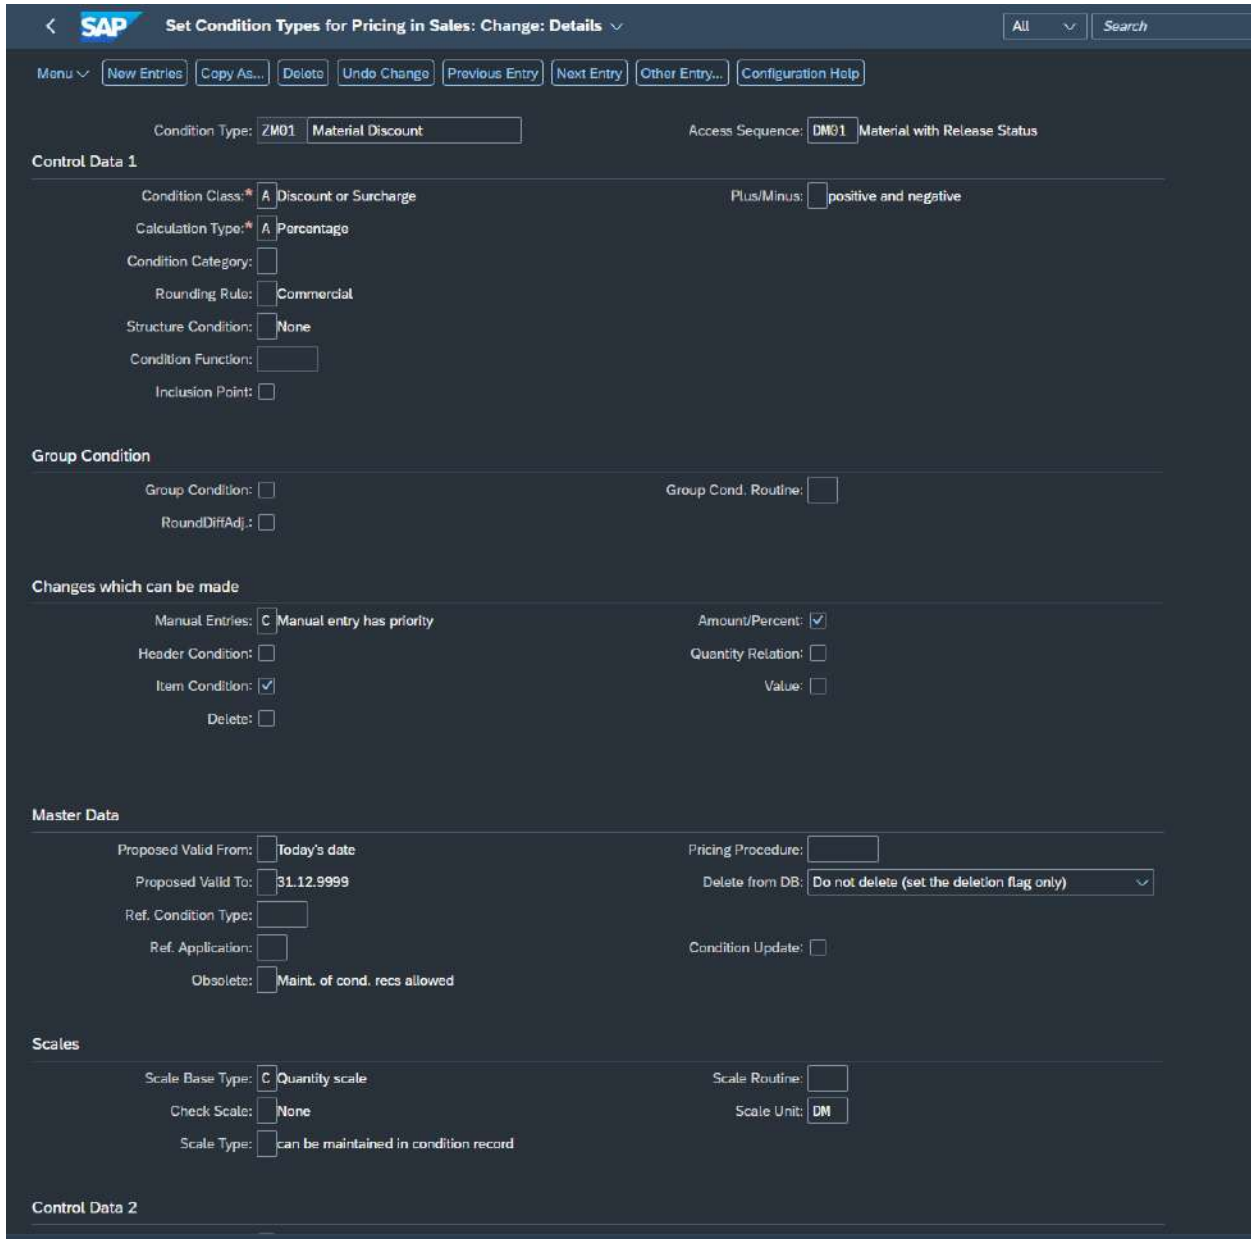 SAP Set Condition Types for Pricing in Sales: Change: Details All Search
Menu New Entries Copy As... Delete Undo Change Previous Entry Next Entry Other Entry... Configuration Help
Condition Type: ZM01 Material Discount Access Sequence: DM01 Material with Release Status
Control Data 1
Condition Class:* A Discount or Surcharge Plus/Minus: positive and negative
Calculation Type:* A Percentage
Condition Category:
Rounding Rule: Commercial
Structure Condition: None
Condition Function:
Inclusion Point:
Group Condition
Group Condition: Group Cond. Routine:
RoundDiffAdj.:
Changes which can be made
Manual Entries: C Manual entry has priority Amount/Percent:
Header Condition: Quantity Relation:
Item Condition: Value:
Delete:
Master Data
Proposed Valid From: Today's date Pricing Procedure:
Proposed Valid To: 31.12.9999 Delete from DB: Do not delete (set the deletion flag only)
Ref. Condition Type:
Ref. Application: Condition Update:
Obsolete: Maint. of cond. recs allowed
Scales
Scale Base Type: C Quantity scale Scale Routine:
Check Scale: None Scale Unit: DM
Scale Type: can be maintained in condition record
Control Data 2